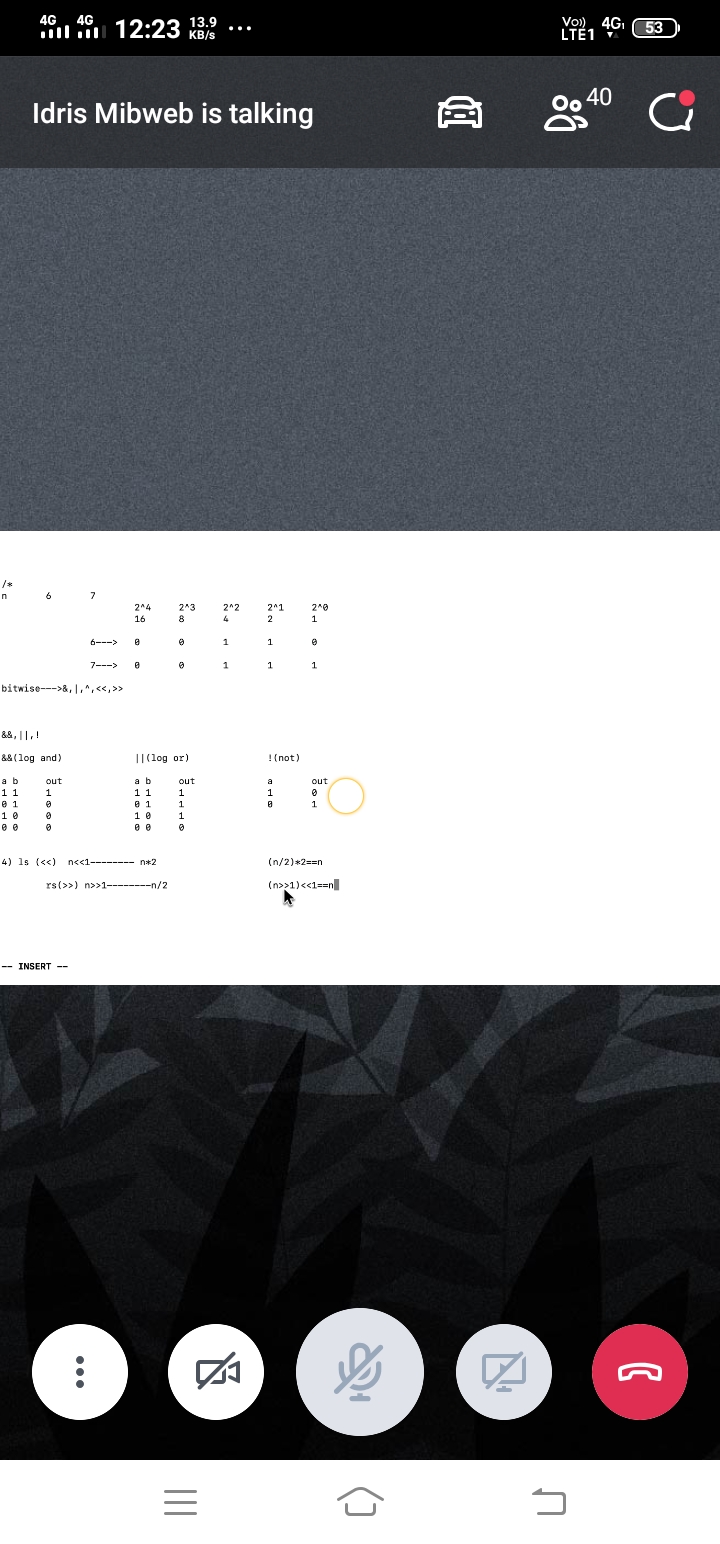 4G 4G 12:23 13.9 KB/s ... Vo)) LTE1 4G1 53
Idris Mibweb is talking 40
/*
n 6 7
2^4 2^3 2^2 2^1 2^0
16 8 4 2 1
6---> 0 0 1 1 0
7---> 0 0 1 1 1
bitwise--->&,|,^,<<,>>
&&,||,!
&&(log and) ||(log or) !(not)
a b out a b out a out
1 1 1 1 1 1 1 0
0 1 0 0 1 1 0 1
1 0 0 1 0 1
0 0 0 0 0 0
4) ls (<<) n<<1-------- n*2 (n/2)*2==n
rs(>>) n>>1--------n/2 (n>>1)<<1==n
-- INSERT --